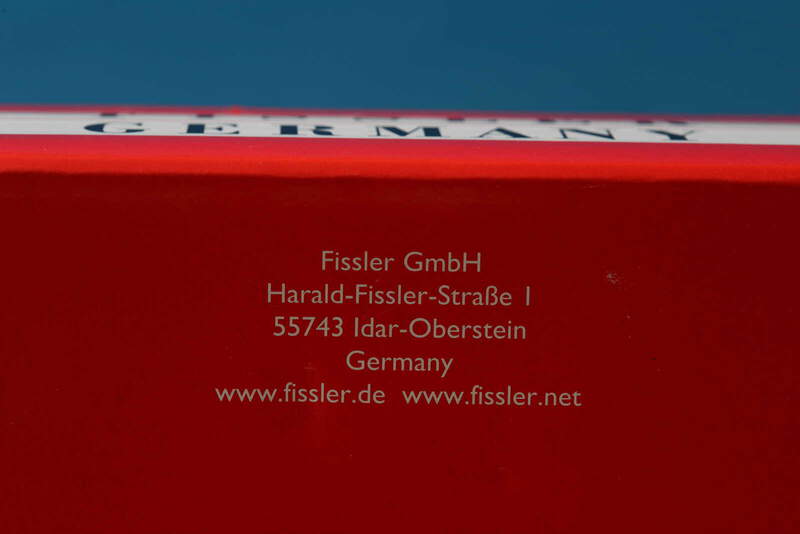 GERMANY
Fissler GmbH
Harald-Fissler-Straße 1
55743 Idar-Oberstein
Germany
www.fissler.de www.fissler.net